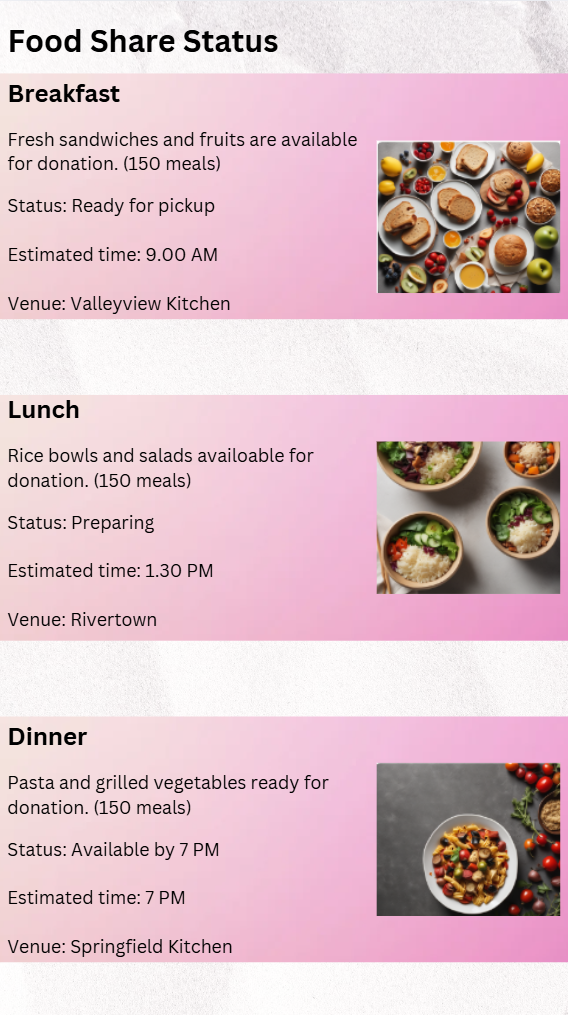 Food Share Status
Breakfast
Fresh sandwiches and fruits are available
for donation. (150 meals)
Status: Ready for pickup
Estimated time: 9.00 AM
Venue: Valleyview Kitchen
Lunch
Rice bowls and salads availoable for
donation. (150 meals)
Status: Preparing
Estimated time: 1.30 PM
Venue: Rivertown
Dinner
Pasta and grilled vegetables ready for
donation. (150 meals)
Status: Available by 7 PM
Estimated time: 7 PM
Venue: Springfield Kitchen